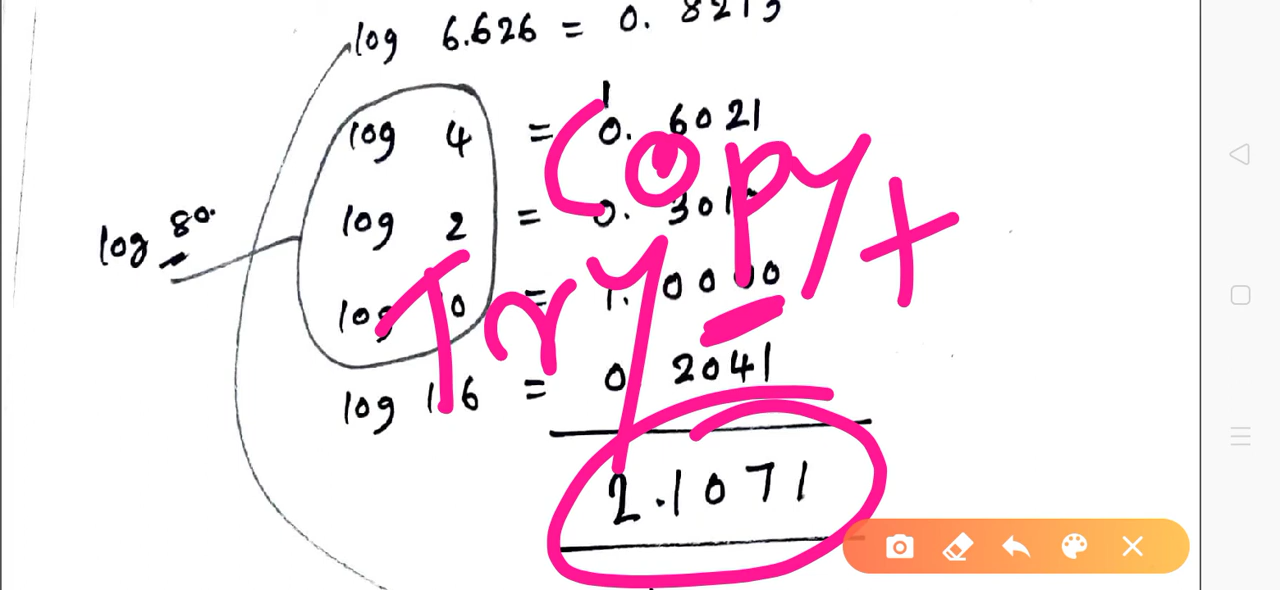 log 6.626 = 0. 8213
log 4 = 0. 6021
1
log 2 = 0. 301
log 80.
log 10 = 1. 0000
log 1.6 = 0. 2041
2.1071
Copy +
Try